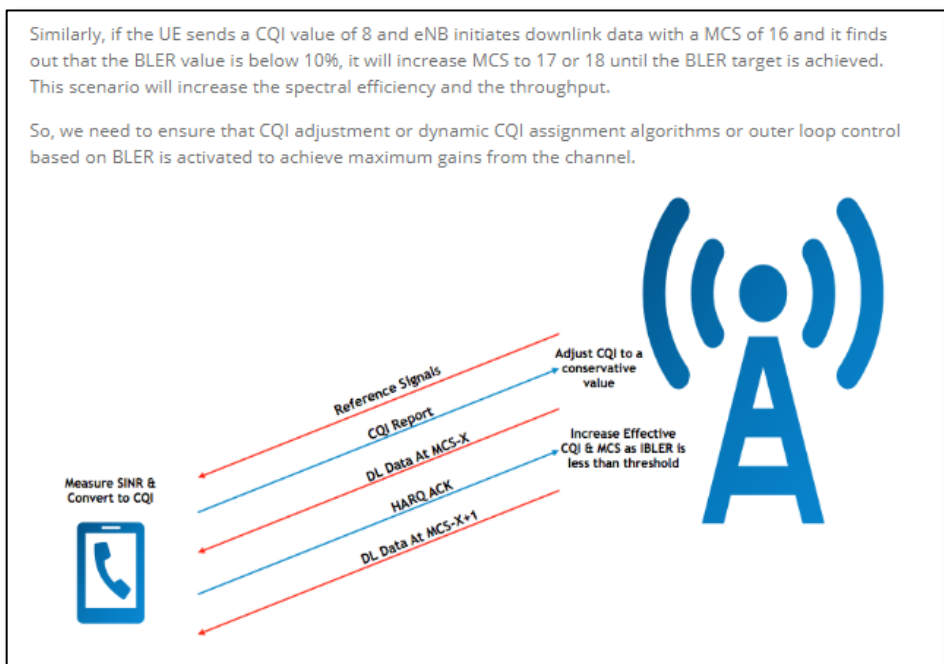 Similarly, if the UE sends a CQI value of 8 and eNB initiates downlink data with a MCS of 16 and it finds
out that the BLER value is below 10%, it will increase MCS to 17 or 18 until the BLER target is achieved.
This scenario will increase the spectral efficiency and the throughput.
So, we need to ensure that CQI adjustment or dynamic CQI assignment algorithms or outer loop control
based on BLER is activated to achieve maximum gains from the channel.
Reference Signals
Adjust CQI to a
conservative
value
CQI Report
DL Data At MCS-X
Increase Effective
CQI & MCS as IBLER is
less than threshold
Measure SINR &
Convert to CQI
HARQ ACK
DL Data At MCS-X+1